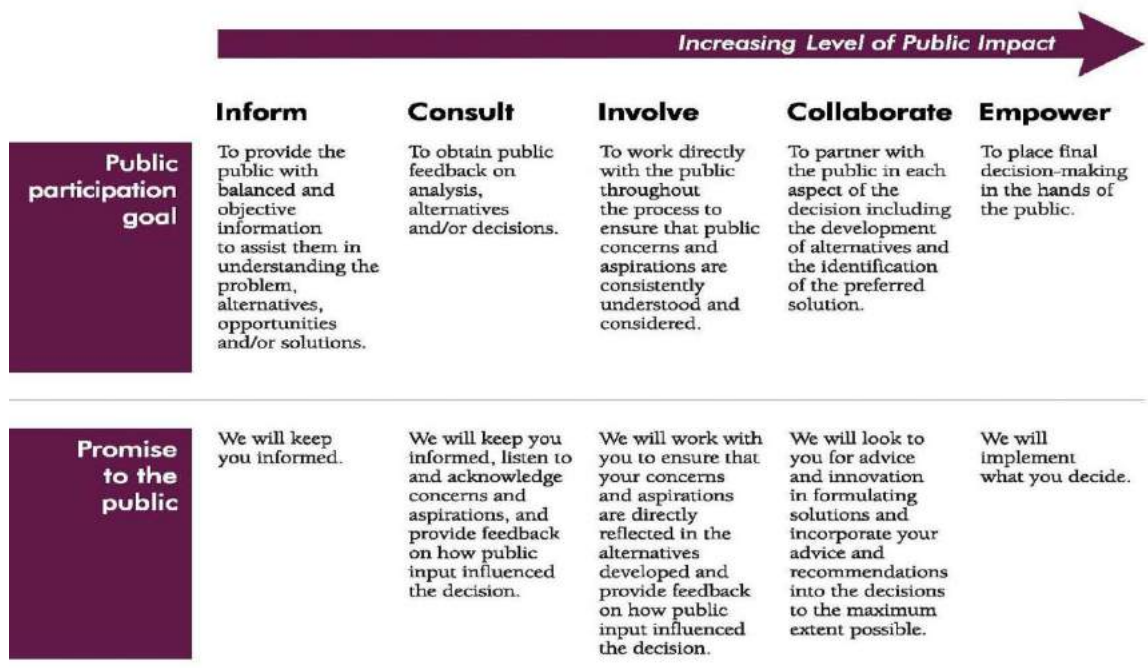 Increasing Level of Public Impact
Inform
Consult
Involve
Collaborate
Empower
Public
participation
goal
To provide the
public with
balanced and
objective
information
to assist them in
understanding the
problem,
alternatives,
opportunities
and/or solutions.
To obtain public
feedback on
analysis,
alternatives
and/or decisions.
To work directly
with the public
throughout
the process to
ensure that public
concerns and
aspirations are
consistently
understood and
considered.
To partner with
the public in each
aspect of the
decision including
the development
of alternatives and
the identification
of the preferred
solution.
To place final
decision-making
in the hands of
the public.
Promise
to the
public
We will keep
you informed.
We will keep you
informed, listen to
and acknowledge
concerns and
aspirations, and
provide feedback
on how public
input influenced
the decision.
We will work with
you to ensure that
your concerns
and aspirations
are directly
reflected in the
alternatives
developed and
provide feedback
on how public
input influenced
the decision.
We will look to
you for advice
and innovation
in formulating
solutions and
incorporate your
advice and
recommendations
into the decisions
to the maximum
extent possible.
We will
implement
what you decide.